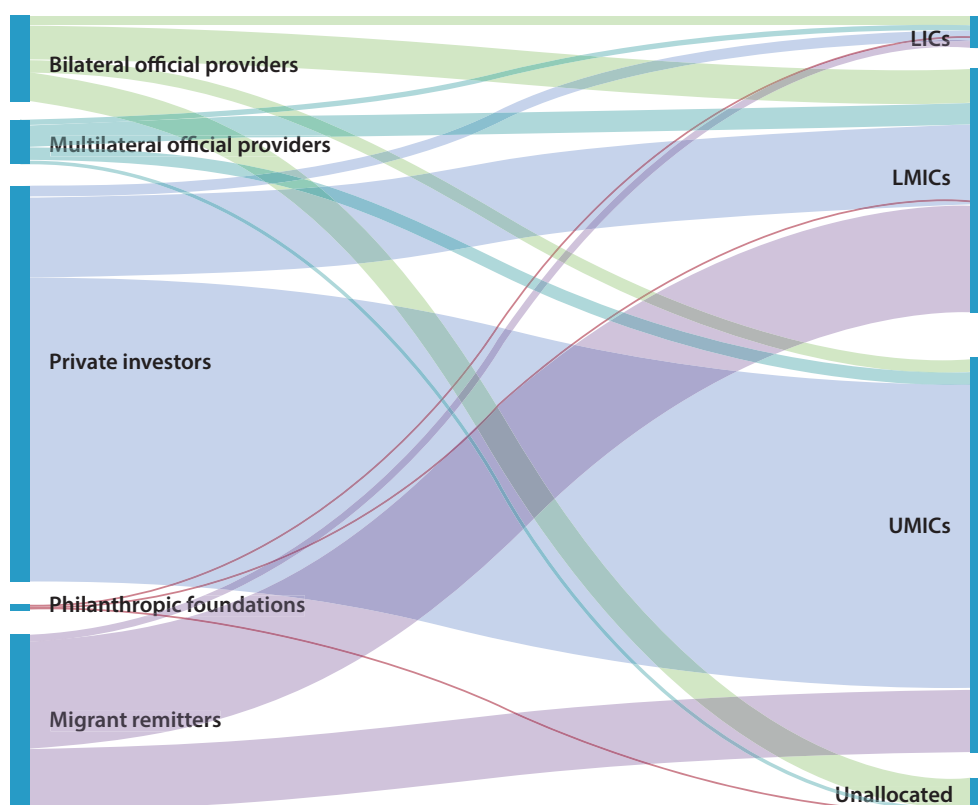 Bilateral official providers
Multilateral official providers
Private investors
Philanthropic foundations
Migrant remitters
LICs
LMICs
UMICs
Unallocated